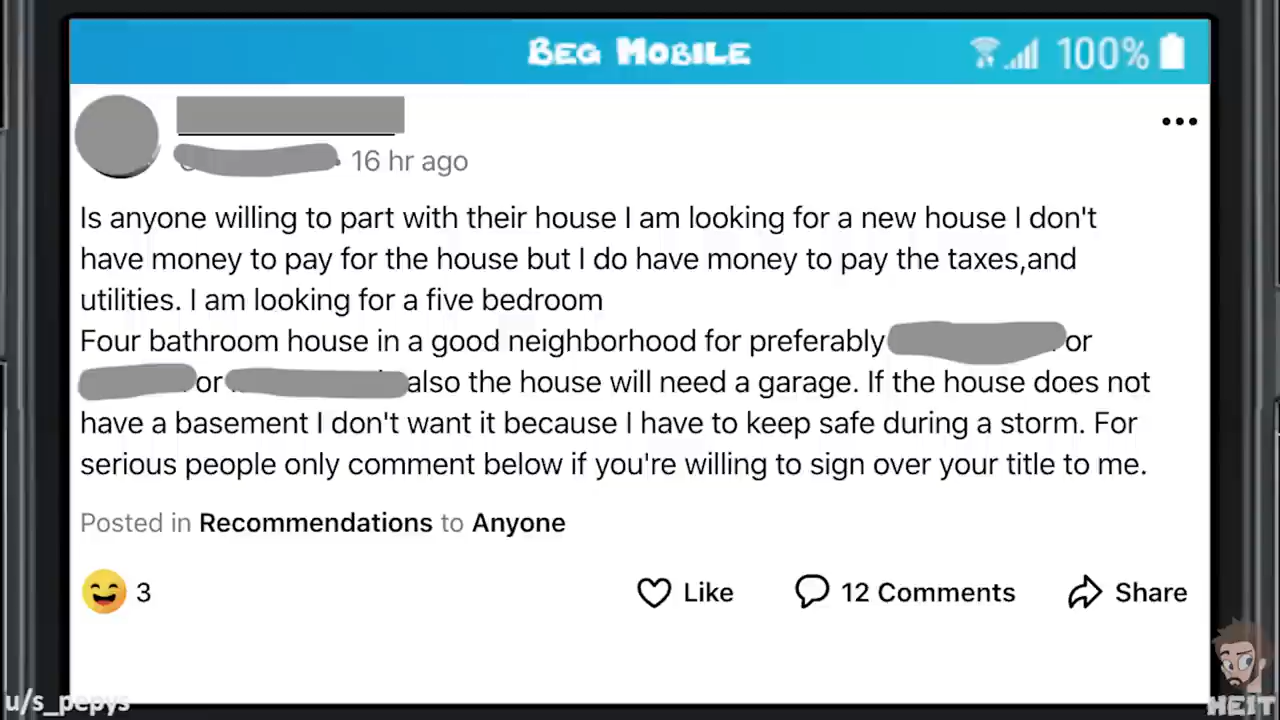 BEG MOBILE
100%
16 hr ago
Is anyone willing to part with their house I am looking for a new house I don't
have money to pay for the house but I do have money to pay the taxes,and
utilities. I am looking for a five bedroom
Four bathroom house in a good neighborhood for preferably or
or also the house will need a garage. If the house does not
have a basement I don't want it because I have to keep safe during a storm. For
serious people only comment below if you're willing to sign over your title to me.
Posted in Recommendations to Anyone
3 Like 12 Comments Share
u/s_pepys
HEIT